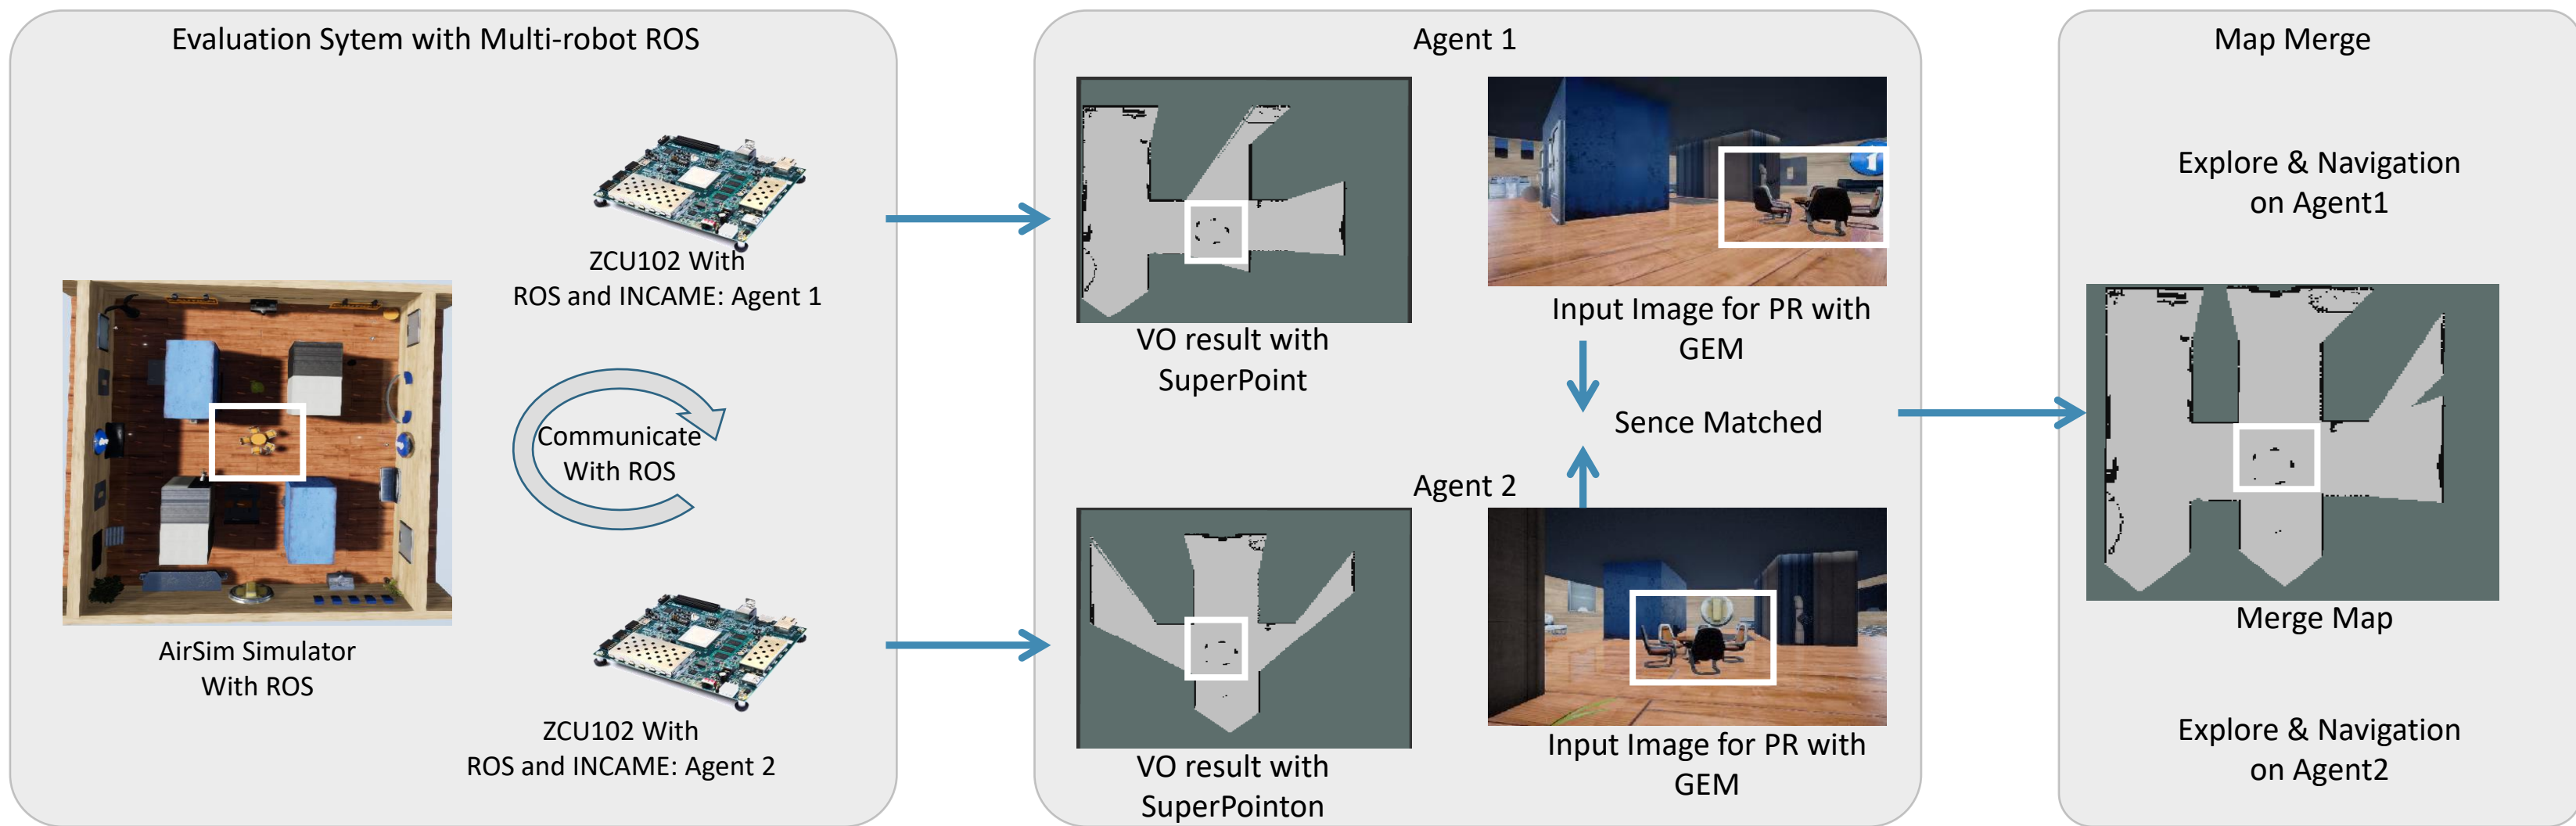 Evaluation Sytem with Multi-robot ROS
ZCU102 With
ROS and INCAME: Agent 1
Communicate
With ROS
AirSim Simulator
With ROS
ZCU102 With
ROS and INCAME: Agent 2
Agent 1
VO result with
SuperPoint
Input Image for PR with
GEM
Sence Matched
Agent 2
VO result with
SuperPointon
Input Image for PR with
GEM
Map Merge
Explore & Navigation
on Agent1
Merge Map
Explore & Navigation
on Agent2